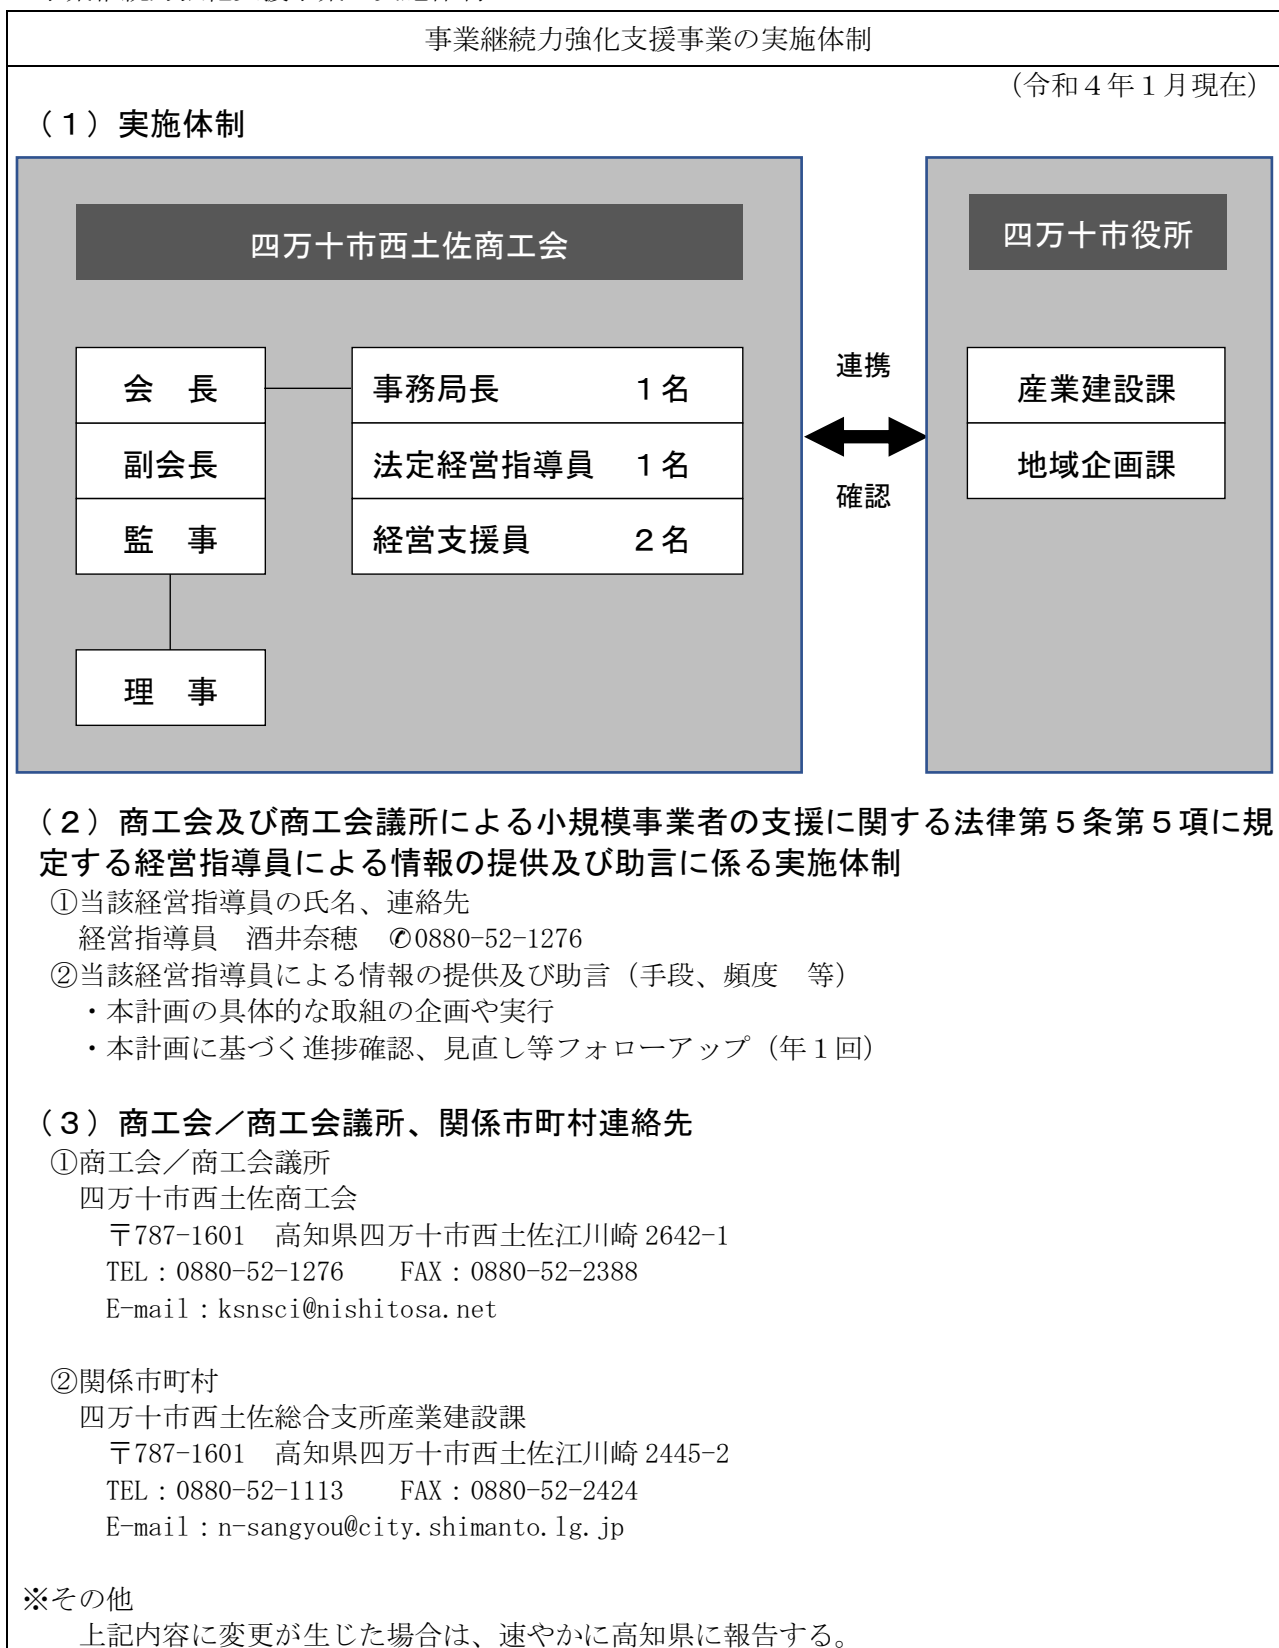 事業継続力強化支援事業の実施体制
（令和４年１月現在）
（１）実施体制
四万十市西土佐商工会
四万十市役所
会　長
事務局長　１名
副会長
法定経営指導員　１名
監　事
経営支援員　２名
理　事
連携
確認
産業建設課
地域企画課
（２）商工会及び商工会議所による小規模事業者の支援に関する法律第５条第５項に規
定する経営指導員による情報の提供及び助言に係る実施体制
①当該経営指導員の氏名、連絡先
経営指導員　酒井奈穂　✆0880-52-1276
②当該経営指導員による情報の提供及び助言（手段、頻度　等）
・本計画の具体的な取組の企画や実行
・本計画に基づく進捗確認、見直し等フォローアップ（年１回）
（３）商工会／商工会議所、関係市町村連絡先
①商工会／商工会議所
四万十市西土佐商工会
〒787-1601　高知県四万十市西土佐江川崎 2642-1
TEL：0880-52-1276　　FAX：0880-52-2388
E-mail：ksnsci@nishitosa.net
②関係市町村
四万十市西土佐総合支所産業建設課
〒787-1601　高知県四万十市西土佐江川崎 2445-2
TEL：0880-52-1113　　FAX：0880-52-2424
E-mail：n-sangyou@city.shimanto.lg.jp
※その他
上記内容に変更が生じた場合は、速やかに高知県に報告する。